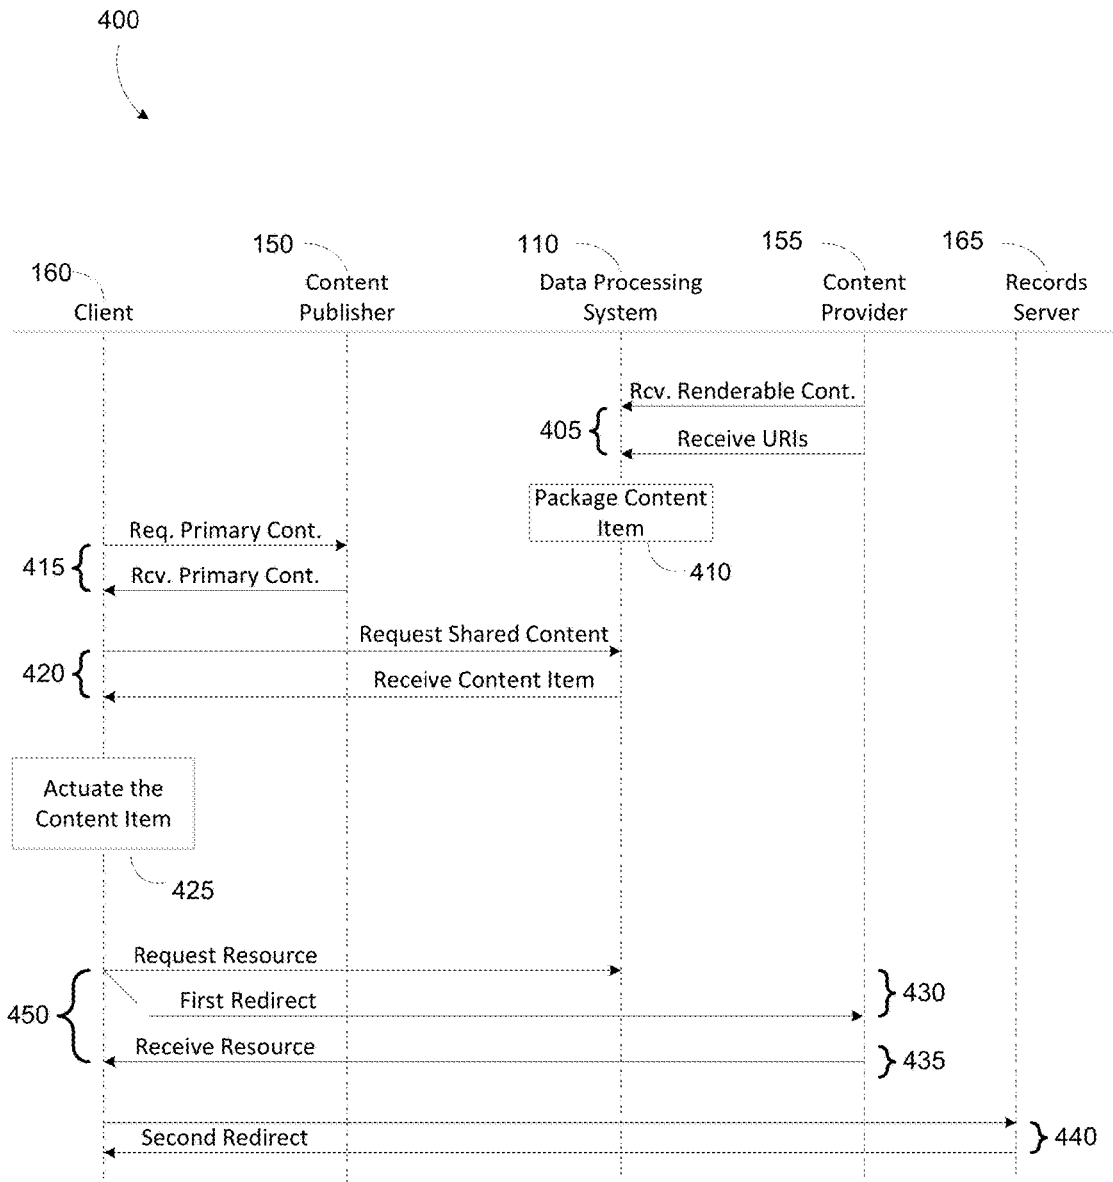 400
150
110
155
165
160
Content
Data Processing
Content
Records
Client
Publisher
System
Provider
Server
Rcv. Renderable Cont.
405
Receive URIs
Package Content
Item
Req. Primary Cont.
415
Rcv. Primary Cont.
410
Request Shared Content
420
Receive Content Item
Actuate the
Content Item
425
Request Resource
430
First Redirect
450
Receive Resource
435
Second Redirect
440